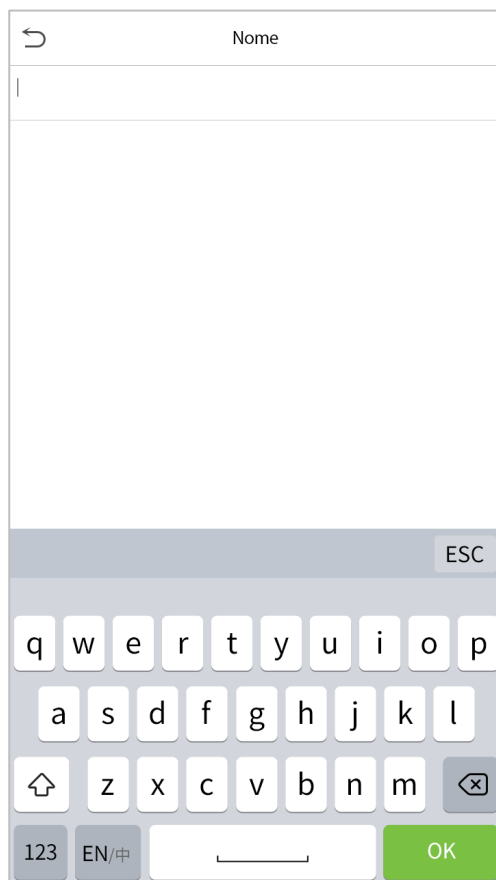 Nome
ESC
q w e r t y u i o p
a s d f g h j k l
z x c v b n m
123 EN/中 OK